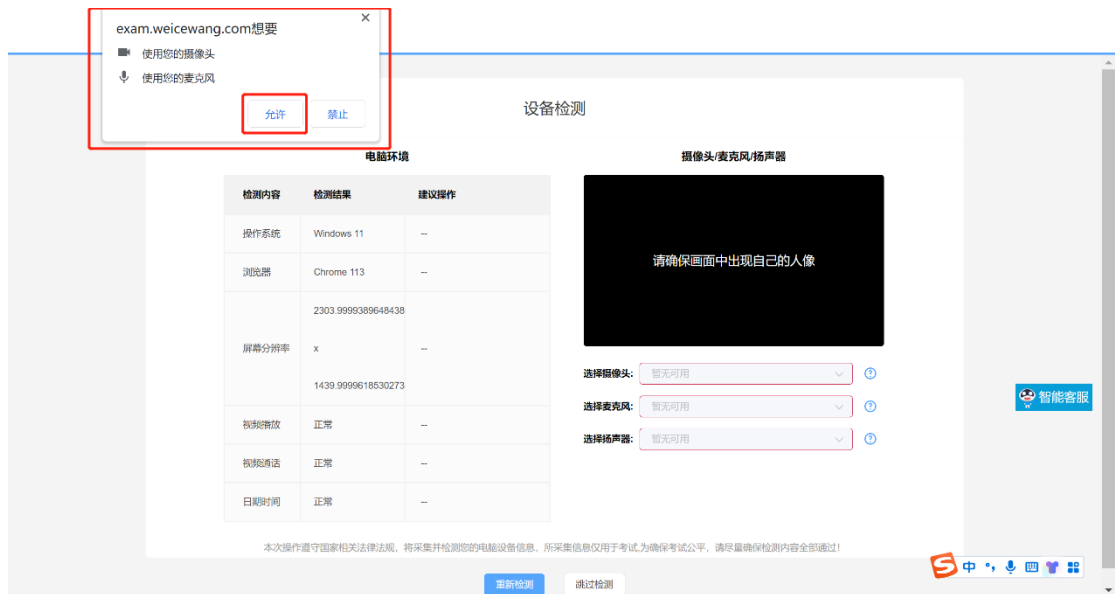 exam.weicewang.com想要
使用您的摄像头
使用您的麦克风
允许
禁止
设备检测
电脑环境
检测内容 检测结果 建议操作
操作系统 Windows 11 --
浏览器 Chrome 113 --
2303.9999389648438
屏幕分辨率 x --
1439.9999618530273
视频播放 正常 --
视频通话 正常 --
日期时间 正常 --
摄像头/麦克风/扬声器
请确保画面中出现自己的人像
选择摄像头: 暂无可用
选择麦克风: 暂无可用
选择扬声器: 暂无可用
智能客服
本次操作遵守国家相关法律法规，将采集并检测您的电脑设备信息，所采集信息仅用于考试,为确保考试公平，请尽量确保检测内容全部通过！
重新检测
跳过检测
中